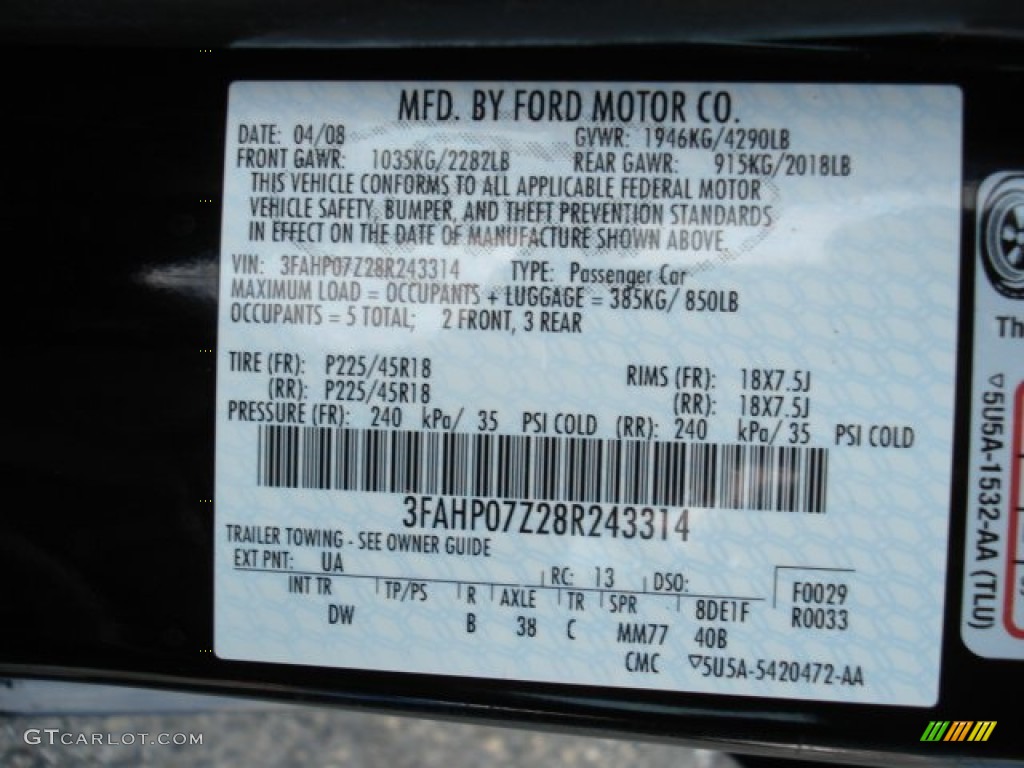 MFD. BY FORD MOTOR CO.
DATE: 04/08 GVWR: 1946KG/4290LB
FRONT GAWR: 1035KG/2282LB REAR GAWR: 915KG/2018LB
THIS VEHICLE CONFORMS TO ALL APPLICABLE FEDERAL MOTOR
VEHICLE SAFETY, BUMPER, AND THEFT PREVENTION STANDARDS
IN EFFECT ON THE DATE OF MANUFACTURE SHOWN ABOVE.
VIN: 3FAHP07Z28R243314 TYPE: Passenger Car
MAXIMUM LOAD = OCCUPANTS + LUGGAGE = 385KG/ 850LB
OCCUPANTS = 5 TOTAL; 2 FRONT, 3 REAR
TIRE (FR): P225/45R18 RIMS (FR): 18X7.5J
(RR): P225/45R18 (RR): 18X7.5J
PRESSURE (FR): 240 kPa/ 35 PSI COLD (RR): 240 kPa/ 35 PSI COLD
3FAHP07Z28R243314
TRAILER TOWING - SEE OWNER GUIDE
EXT PNT: UA RC: 13 DSO: F0029
INT TR TP/PS R AXLE TR SPR 8DE1F R0033
DW B 38 C MM77 40B
CMC ▽5U5A-5420472-AA
Th
▽5U5A-1532-AA (TLU)
GTCARLOT.COM